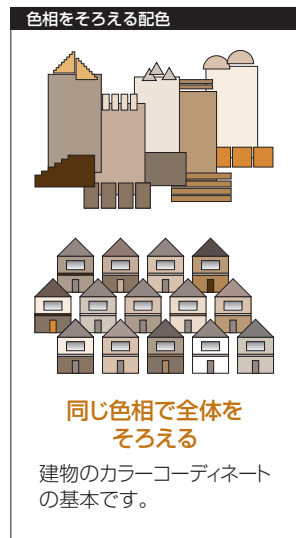 色相をそろえる配色
同じ色相で全体を
そろえる
建物のカラーコーディネート
の基本です。